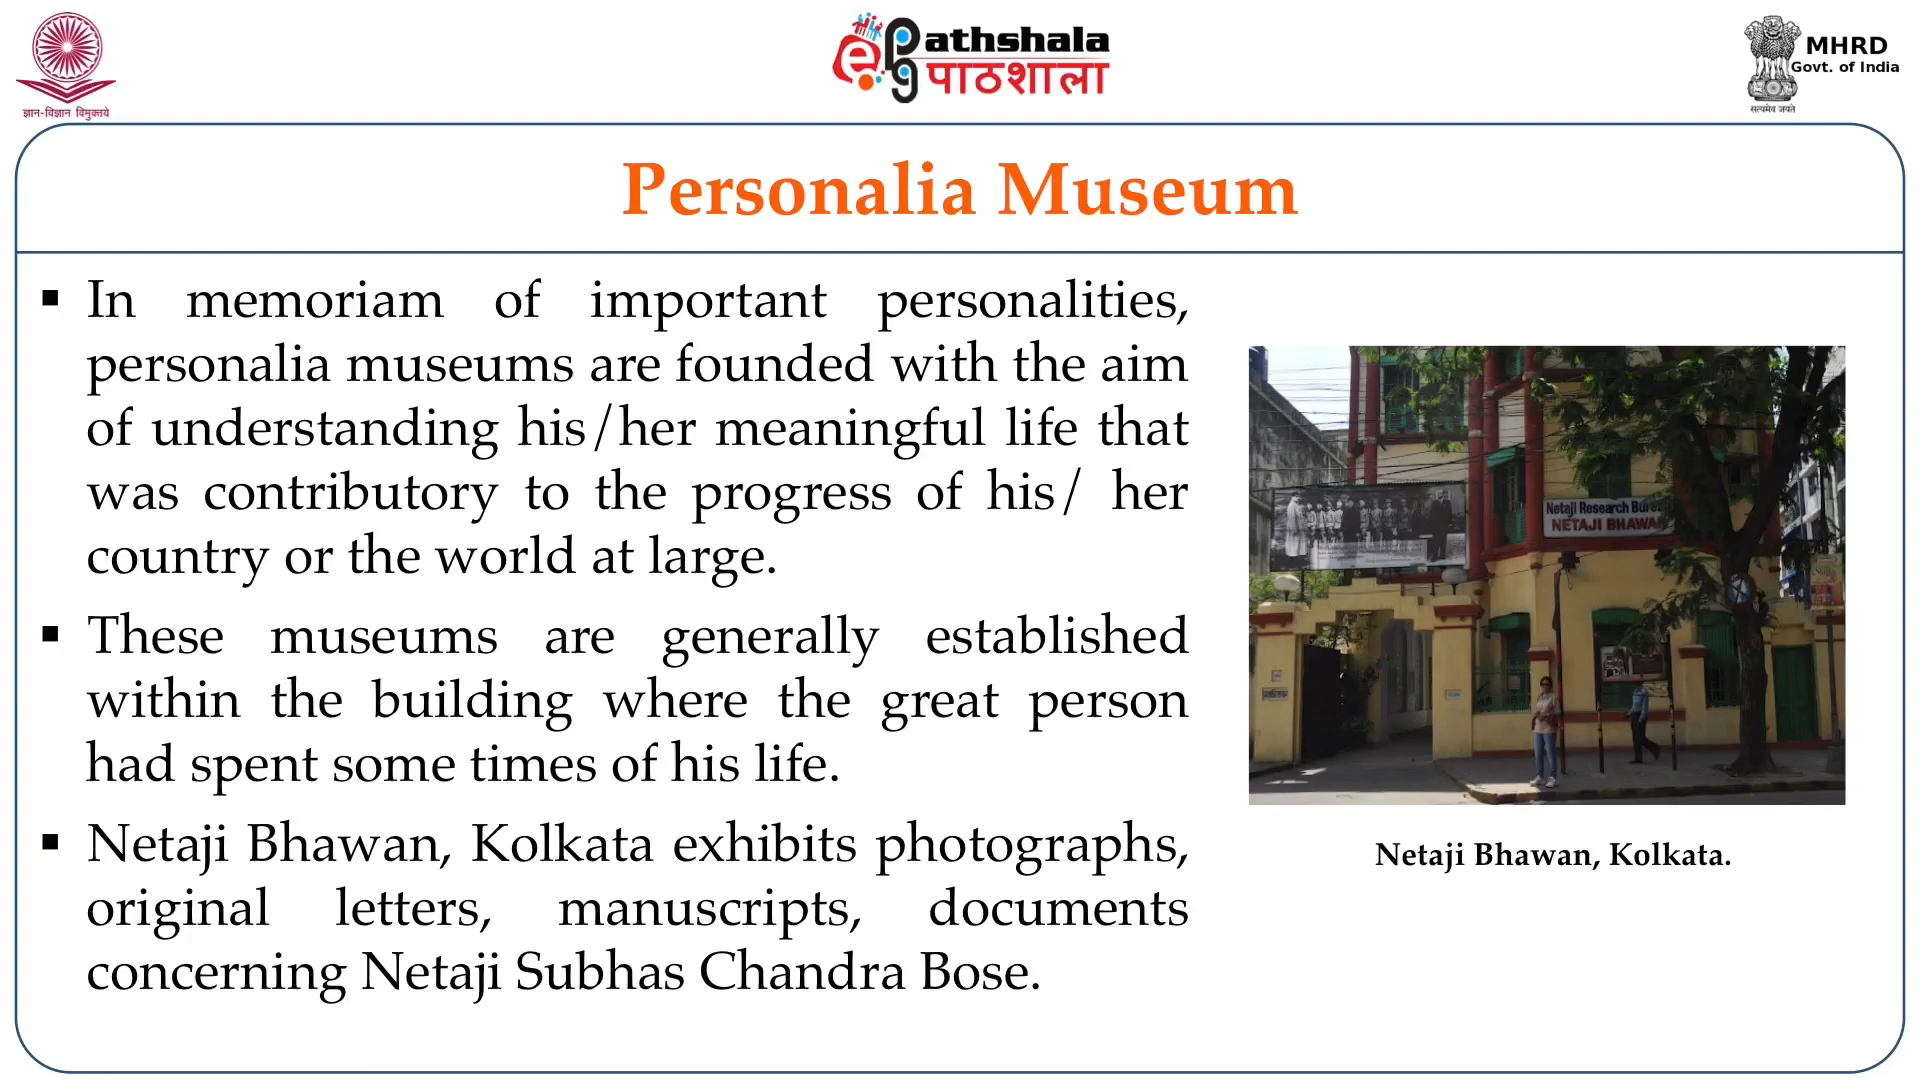 ज्ञान-विज्ञान विमुक्तये
ePG Pathshala
पाठशाला
MHRD
Govt. of India
सत्यमेव जयते
Personalia Museum
▪ In memoriam of important personalities,
personalia museums are founded with the aim
of understanding his/her meaningful life that
was contributory to the progress of his/ her
country or the world at large.
▪ These museums are generally established
within the building where the great person
had spent some times of his life.
▪ Netaji Bhawan, Kolkata exhibits photographs,
original letters, manuscripts, documents
concerning Netaji Subhas Chandra Bose.
Netaji Research
NETAJI BHAWAN
Netaji Bhawan, Kolkata.